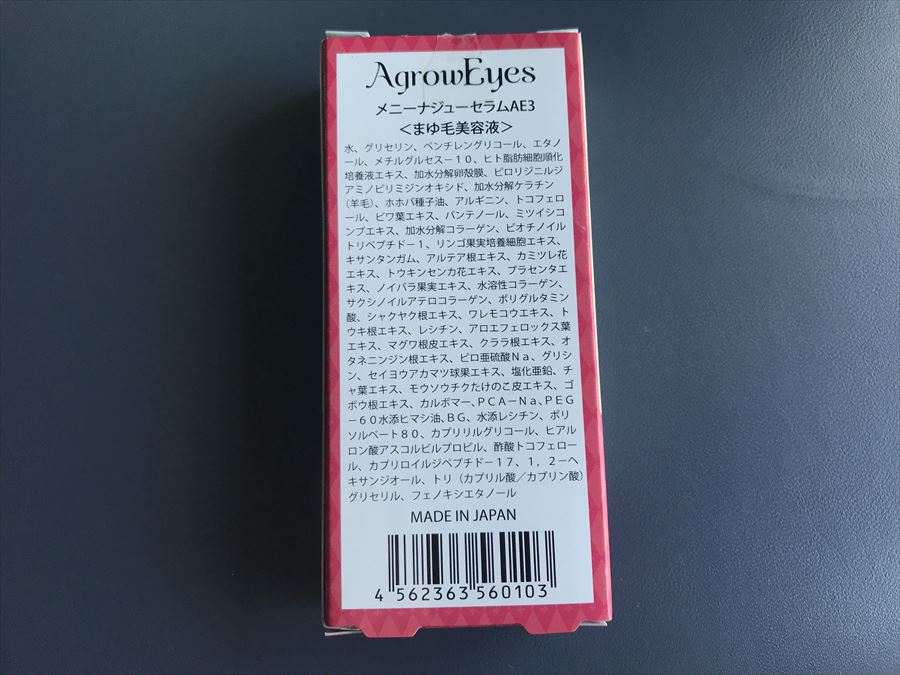 AgrowEyes
メニーナジューセラムAE3
＜まゆ毛美容液＞
水、グリセリン、ペンチレングリコール、エタノ
ール、メチルグルセス－１０、ヒト脂肪細胞順化
培養液エキス、加水分解卵殻膜、ピロリジニルジ
アミノピリミジンオキシド、加水分解ケラチン
（羊毛）、ホホバ種子油、アルギニン、トコフェロ
ール、ビワ葉エキス、パンテノール、ミツイシコ
ンブエキス、加水分解コラーゲン、ビオチノイル
トリペプチド－１、リンゴ果実培養細胞エキス、
キサンタンガム、アルテア根エキス、カミツレ花
エキス、トウキンセンカ花エキス、プラセンタエ
キス、ノイバラ果実エキス、水溶性コラーゲン、
サクシノイルアテロコラーゲン、ポリグルタミン
酸、シャクヤク根エキス、ワレモコウエキス、ト
ウキ根エキス、レシチン、アロエフェロックス葉
エキス、マグワ根皮エキス、クララ根エキス、オ
タネニンジン根エキス、ピロ亜硫酸Ｎａ、グリシ
ン、セイヨウアカマツ球果エキス、塩化亜鉛、チ
ャ葉エキス、モウソウチクたけのこ皮エキス、ゴ
ボウ根エキス、カルボマー、ＰＣＡ－Ｎａ、ＰＥＧ
－６０水添ヒマシ油、ＢＧ、水添レシチン、ポリ
ソルベート８０、カプリリルグリコール、ヒアル
ロン酸アスコルビルプロピル、酢酸トコフェロー
ル、カプリロイルジペプチド－１７、１，２－ヘ
キサンジオール、トリ（カプリル酸／カプリン酸）
グリセリル、フェノキシエタノール
MADE IN JAPAN
4 562363 560103